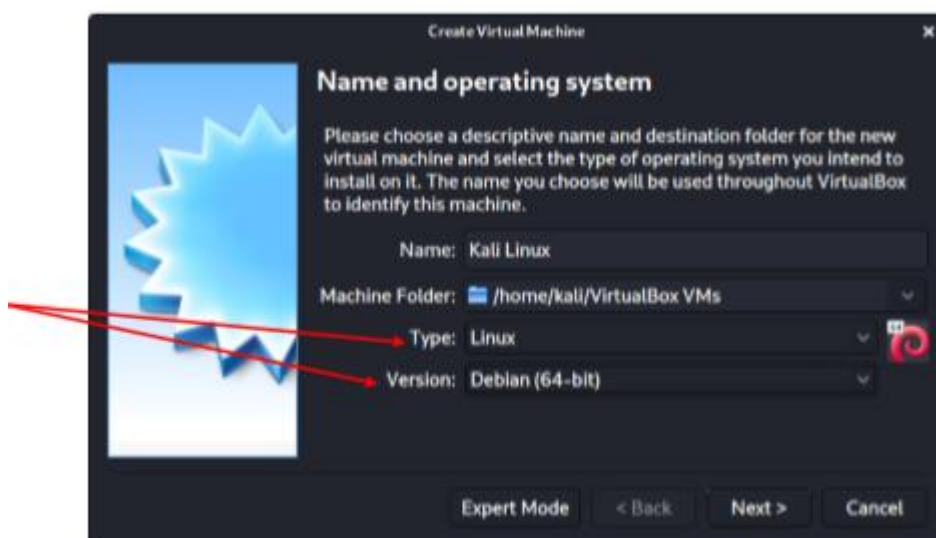 Create Virtual Machine
Name and operating system
Please choose a descriptive name and destination folder for the new
virtual machine and select the type of operating system you intend to
install on it. The name you choose will be used throughout VirtualBox
to identify this machine.
Name: Kali Linux
Machine Folder: /home/kali/VirtualBox VMs
Type: Linux
Version: Debian (64-bit)
Expert Mode < Back Next > Cancel